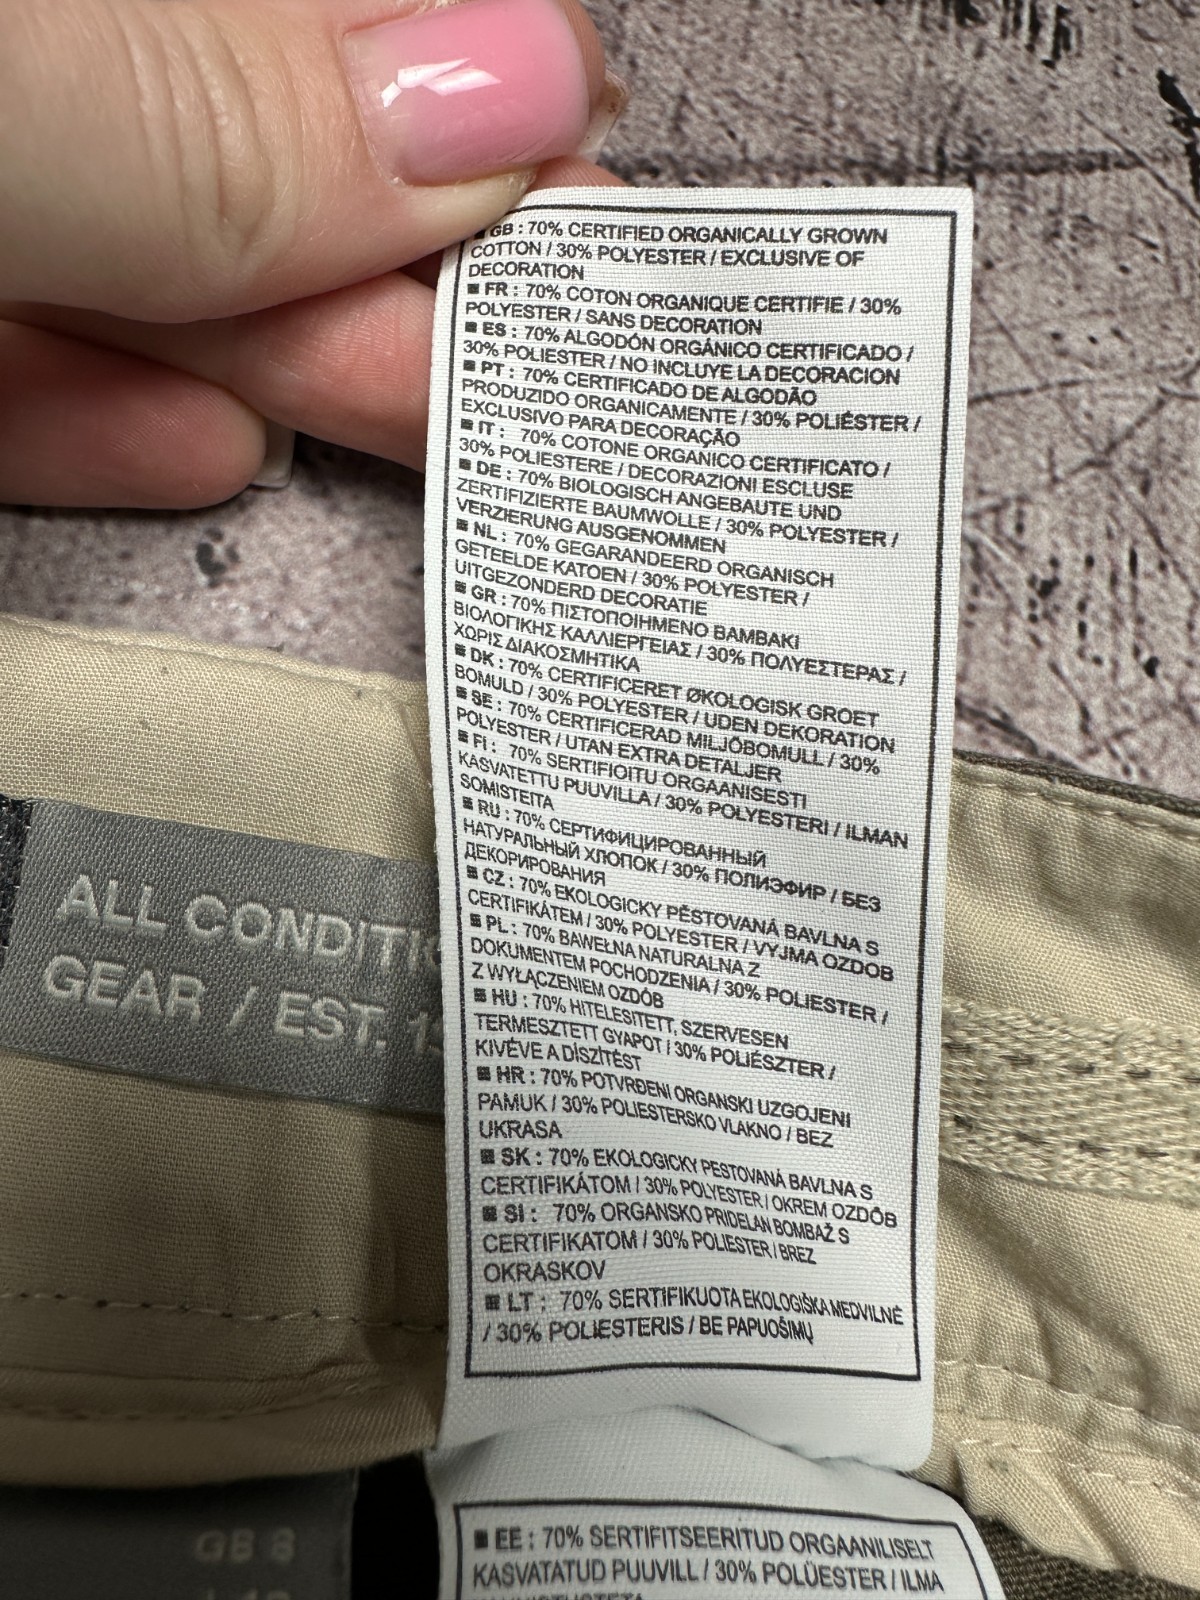 ■ GB : 70% CERTIFIED ORGANICALLY GROWN
COTTON / 30% POLYESTER / EXCLUSIVE OF
DECORATION
■ FR : 70% COTON ORGANIQUE CERTIFIE / 30%
POLYESTER / SANS DECORATION
■ ES : 70% ALGODÓN ORGÁNICO CERTIFICADO /
30% POLIESTER / NO INCLUYE LA DECORACION
■ PT : 70% CERTIFICADO DE ALGODÃO
PRODUZIDO ORGANICAMENTE / 30% POLIÉSTER /
EXCLUSIVO PARA DECORAÇÃO
■ IT : 70% COTONE ORGANICO CERTIFICATO /
30% POLIESTERE / DECORAZIONI ESCLUSE
■ DE : 70% BIOLOGISCH ANGEBAUTE UND
ZERTIFIZIERTE BAUMWOLLE / 30% POLYESTER /
VERZIERUNG AUSGENOMMEN
■ NL : 70% GEGARANDEERD ORGANISCH
GETEELDE KATOEN / 30% POLYESTER /
UITGEZONDERD DECORATIE
■ GR : 70% ΠΙΣΤΟΠΟΙΗΜΕΝΟ ΒΑΜΒΑΚΙ
ΒΙΟΛΟΓΙΚΗΣ ΚΑΛΛΙΕΡΓΕΙΑΣ / 30% ΠΟΛΥΕΣΤΕΡΑΣ /
ΧΩΡΙΣ ΔΙΑΚΟΣΜΗΤΙΚΑ
■ DK : 70% CERTIFICERET ØKOLOGISK GROET
BOMULD / 30% POLYESTER / UDEN DEKORATION
■ SE : 70% CERTIFICERAD MILJÖBOMULL / 30%
POLYESTER / UTAN EXTRA DETALJER
■ FI : 70% SERTIFIOITU ORGAANISESTI
KASVATETTU PUUVILLA / 30% POLYESTERI / ILMAN
SOMISTEITA
■ RU : 70% СЕРТИФИЦИРОВАННЫЙ
НАТУРАЛЬНЫЙ ХЛОПОК / 30% ПОЛИЭФИР / БЕЗ
ДЕКОРИРОВАНИЯ
■ CZ : 70% EKOLOGICKY PĚSTOVANÁ BAVLNA S
CERTIFIKÁTEM / 30% POLYESTER / VYJMA OZDOB
■ PL : 70% BAWEŁNA NATURALNA Z
DOKUMENTEM POCHODZENIA / 30% POLIESTER /
Z WYŁĄCZENIEM OZDÓB
■ HU : 70% HITELESITETT, SZERVESEN
TERMESZTETT GYAPOT / 30% POLIÉSZTER /
KIVÉVE A DÍSZÍTÉST
■ HR : 70% POTVRĐENI ORGANSKI UZGOJENI
PAMUK / 30% POLIESTERSKO VLAKNO / BEZ
UKRASA
■ SK : 70% EKOLOGICKY PESTOVANÁ BAVLNA S
CERTIFIKÁTOM / 30% POLYESTER / OKREM OZDÔB
■ SI : 70% ORGANSKO PRIDELAN BOMBAŽ S
CERTIFIKATOM / 30% POLIESTER / BREZ
OKRASKOV
■ LT : 70% SERTIFIKUOTA EKOLOGIŠKA MEDVILNĖ
/ 30% POLIESTERIS / BE PAPUOŠIMŲ
■ EE : 70% SERTIFITSEERITUD ORGAANILISELT
KASVATATUD PUUVILL / 30% POLÜESTER / ILMA
ALL CONDITIO
GEAR / EST. 1
GB 8